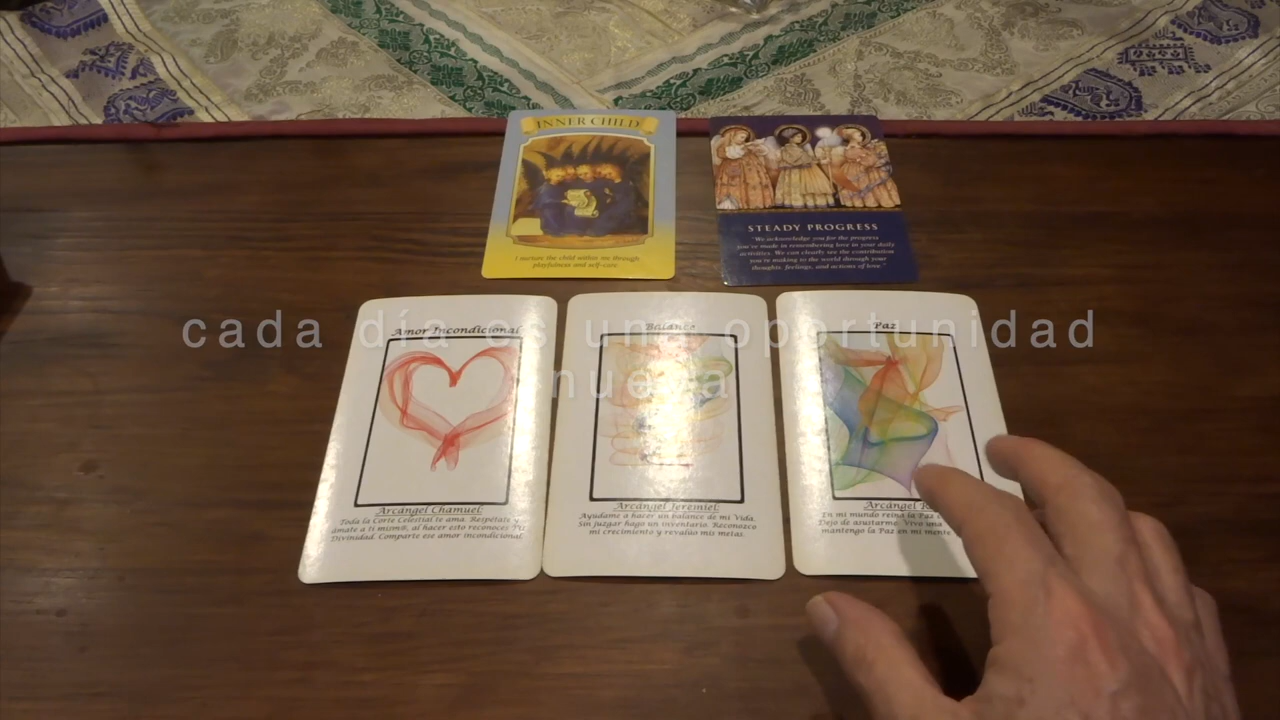 INNER CHILD
I nurture the child within me through
playfulness and self-care.
STEADY PROGRESS
"We acknowledge you for the progress
you've made in remembering love in your daily
activities. We can clearly see the contribution
you're making to the world through your
thoughts, feelings, and actions of love."
cada día es una oportunidad
nueva
Amor Incondicional
Arcángel Chamuel:
Toda la Corte Celestial te ama. Respétate y
ámate a ti mism@, al hacer esto reconoces Tu
Divinidad. Comparte ese amor incondicional
Balance
Arcángel Jeremiel:
Ayúdame a hacer un balance de mi Vida.
Sin juzgar hago un inventario. Reconozco
mi crecimiento y revalúo mis metas.
Paz
Arcángel
En mi mundo reina la Paz
Dejo de asuitarme. Vivo una
mantengo la Paz en mi mente